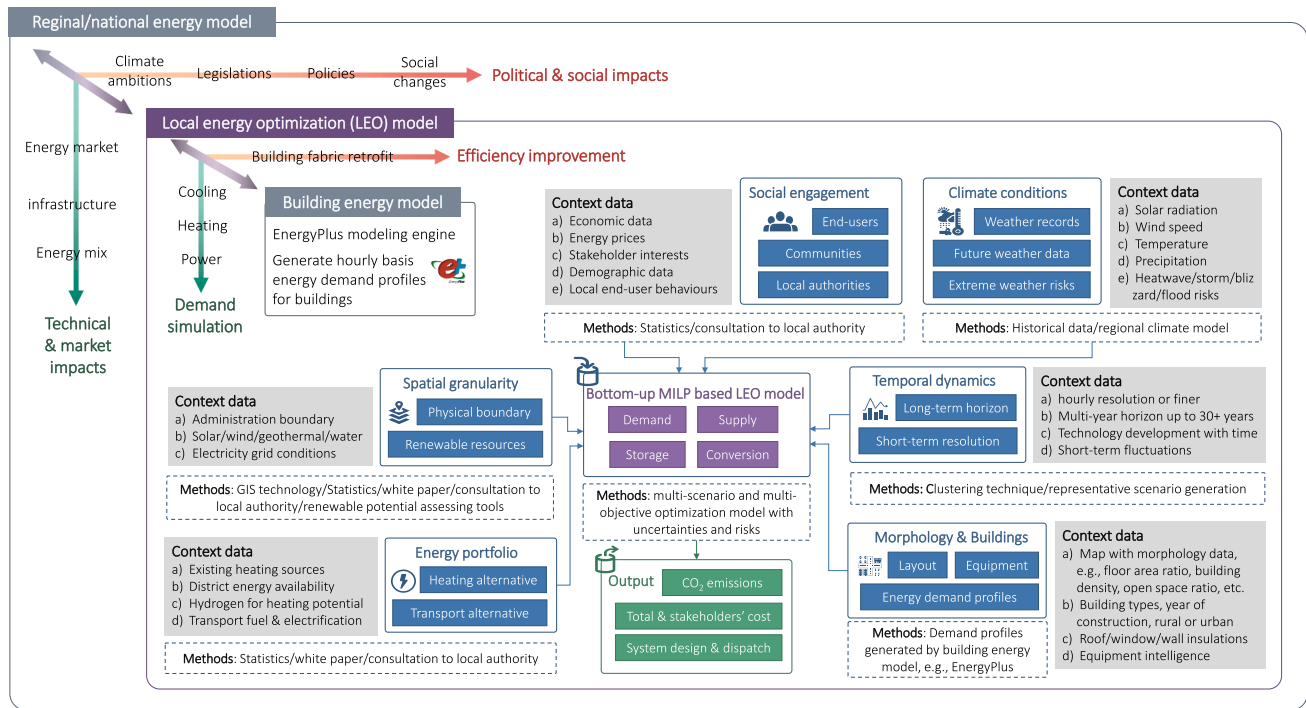 Reginal/national energy model
Climate
ambitions
Legislations
Policies
Social
changes
Political & social impacts
Energy market
infrastructure
Energy mix
Technical
& market
impacts
Local energy optimization (LEO) model
Building fabric retrofit
Efficiency improvement
Cooling
Heating
Power
Demand
simulation
Building energy model
EnergyPlus modeling engine
Generate hourly basis
energy demand profiles
for buildings
EnergyPlus
Context data
a) Economic data
b) Energy prices
c) Stakeholder interests
d) Demographic data
e) Local end-user behaviours
Social engagement
End-users
Communities
Local authorities
Methods: Statistics/consultation to local authority
Climate conditions
Weather records
Future weather data
Extreme weather risks
Context data
a) Solar radiation
b) Wind speed
c) Temperature
d) Precipitation
e) Heatwave/storm/bliz
zard/flood risks
Methods: Historical data/regional climate model
Context data
a) Administration boundary
b) Solar/wind/geothermal/water
c) Electricity grid conditions
Spatial granularity
Physical boundary
Renewable resources
Methods: GIS technology/Statistics/white paper/consultation to
local authority/renewable potential assessing tools
Bottom-up MILP based LEO model
Demand
Supply
Storage
Conversion
Methods: multi-scenario and multi-
objective optimization model with
uncertainties and risks
Temporal dynamics
Long-term horizon
Short-term resolution
Context data
a) hourly resolution or finer
b) Multi-year horizon up to 30+ years
c) Technology development with time
d) Short-term fluctuations
Methods: Clustering technique/representative scenario generation
Context data
a) Existing heating sources
b) District energy availability
c) Hydrogen for heating potential
d) Transport fuel & electrification
Energy portfolio
Heating alternative
Transport alternative
Methods: Statistics/white paper/consultation to local authority
Output
CO2 emissions
Total & stakeholders' cost
System design & dispatch
Morphology & Buildings
Layout
Equipment
Energy demand profiles
Methods: Demand profiles
generated by building energy
model, e.g., EnergyPlus
Context data
a) Map with morphology data,
e.g., floor area ratio, building
density, open space ratio, etc.
b) Building types, year of
construction, rural or urban
c) Roof/window/wall insulations
d) Equipment intelligence